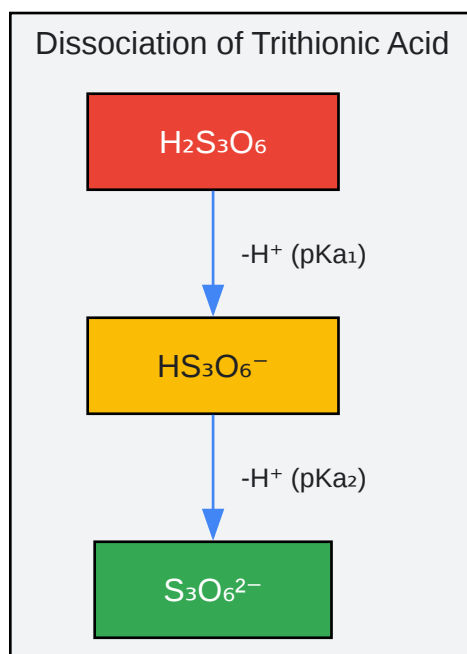 Dissociation of Trithionic Acid
H₂S₃O₆
-H⁺ (pKa₁)
HS₃O₆⁻
-H⁺ (pKa₂)
S₃O₆²⁻